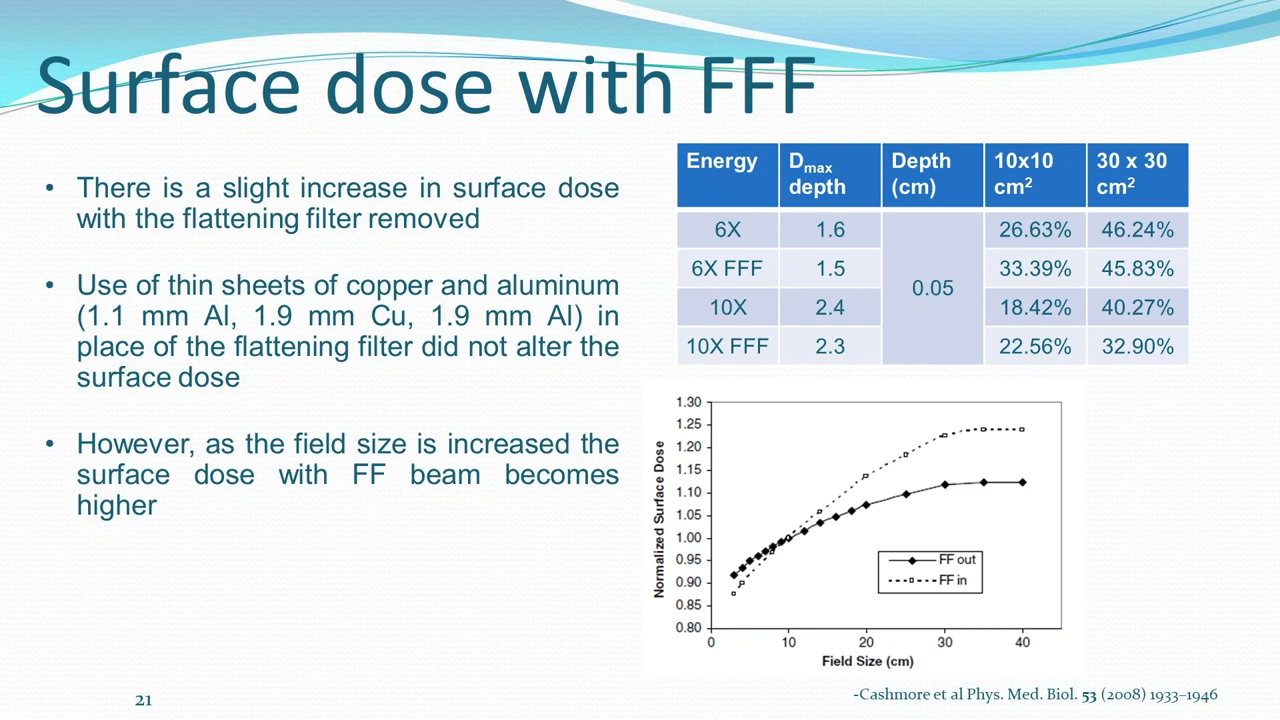 Surface dose with FFF
• There is a slight increase in surface dose
with the flattening filter removed
• Use of thin sheets of copper and aluminum
(1.1 mm Al, 1.9 mm Cu, 1.9 mm Al) in
place of the flattening filter did not alter the
surface dose
• However, as the field size is increased the
surface dose with FF beam becomes
higher
Energy Dmax depth Depth (cm) 10x10 cm² 30 x 30 cm²
6X 1.6 0.05 26.63% 46.24%
6X FFF 1.5 33.39% 45.83%
10X 2.4 18.42% 40.27%
10X FFF 2.3 22.56% 32.90%
Normalized Surface Dose
1.30
1.25
1.20
1.15
1.10
1.05
1.00
0.95
0.90
0.85
0.80
FF out
FF in
0 10 20 30 40
Field Size (cm)
21
-Cashmore et al Phys. Med. Biol. 53 (2008) 1933–1946